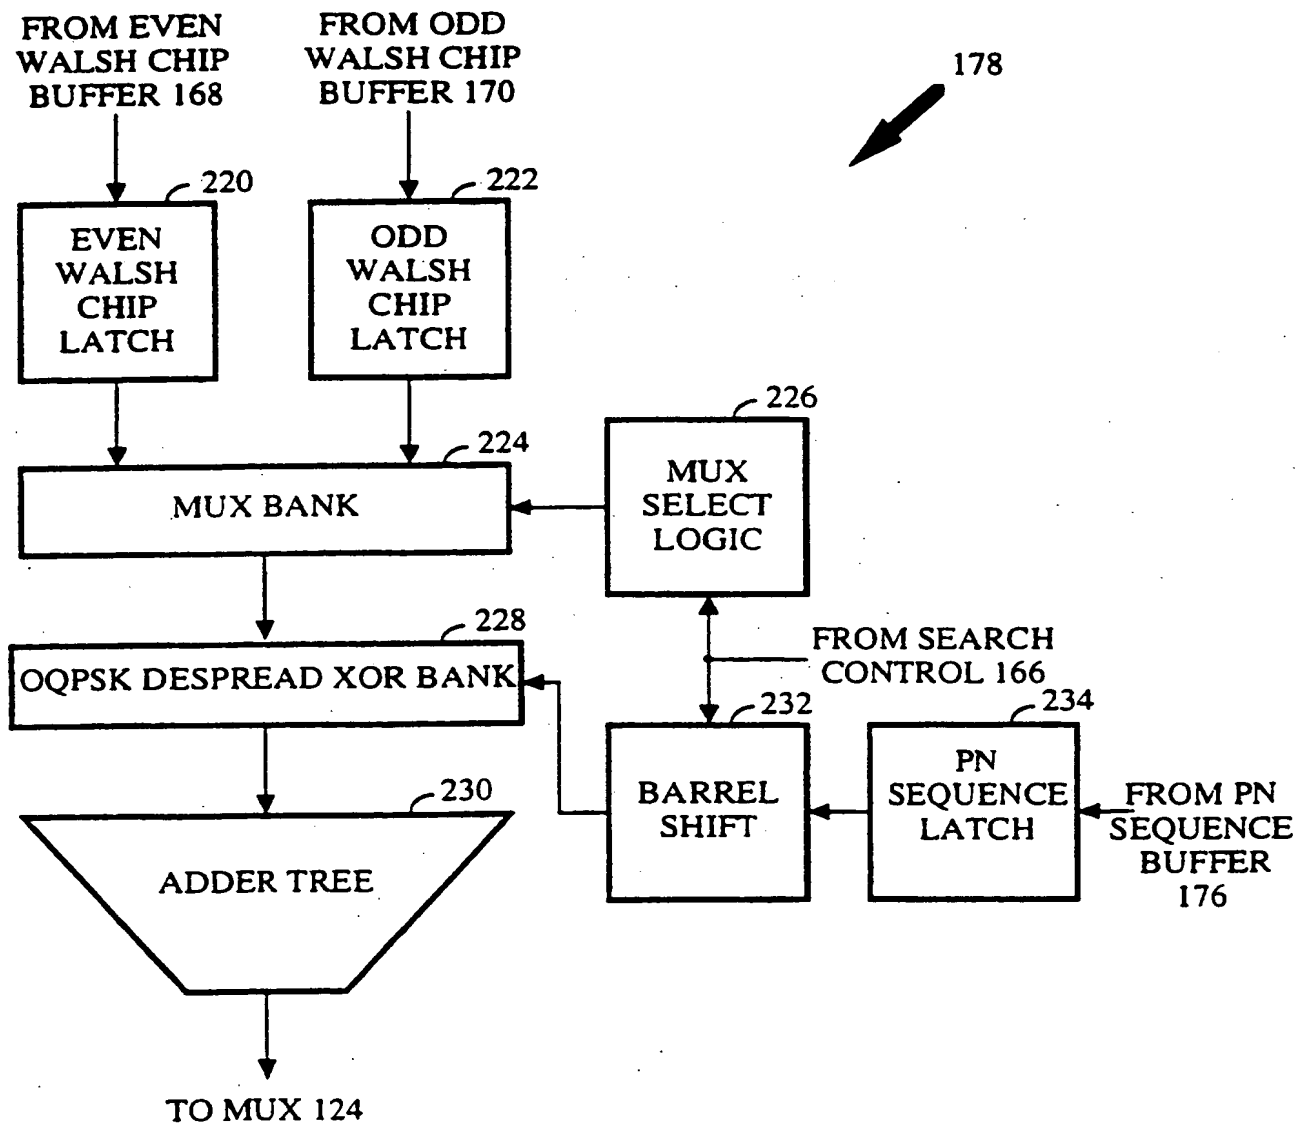 FROM EVEN
WALSH CHIP
BUFFER 168
FROM ODD
WALSH CHIP
BUFFER 170
178
220
222
EVEN
WALSH
CHIP
LATCH
ODD
WALSH
CHIP
LATCH
224
226
MUX BANK
MUX
SELECT
LOGIC
228
FROM SEARCH
CONTROL 166
OQPSK DESPREAD XOR BANK
232
234
230
BARREL
SHIFT
PN
SEQUENCE
LATCH
FROM PN
SEQUENCE
BUFFER
176
ADDER TREE
TO MUX 124